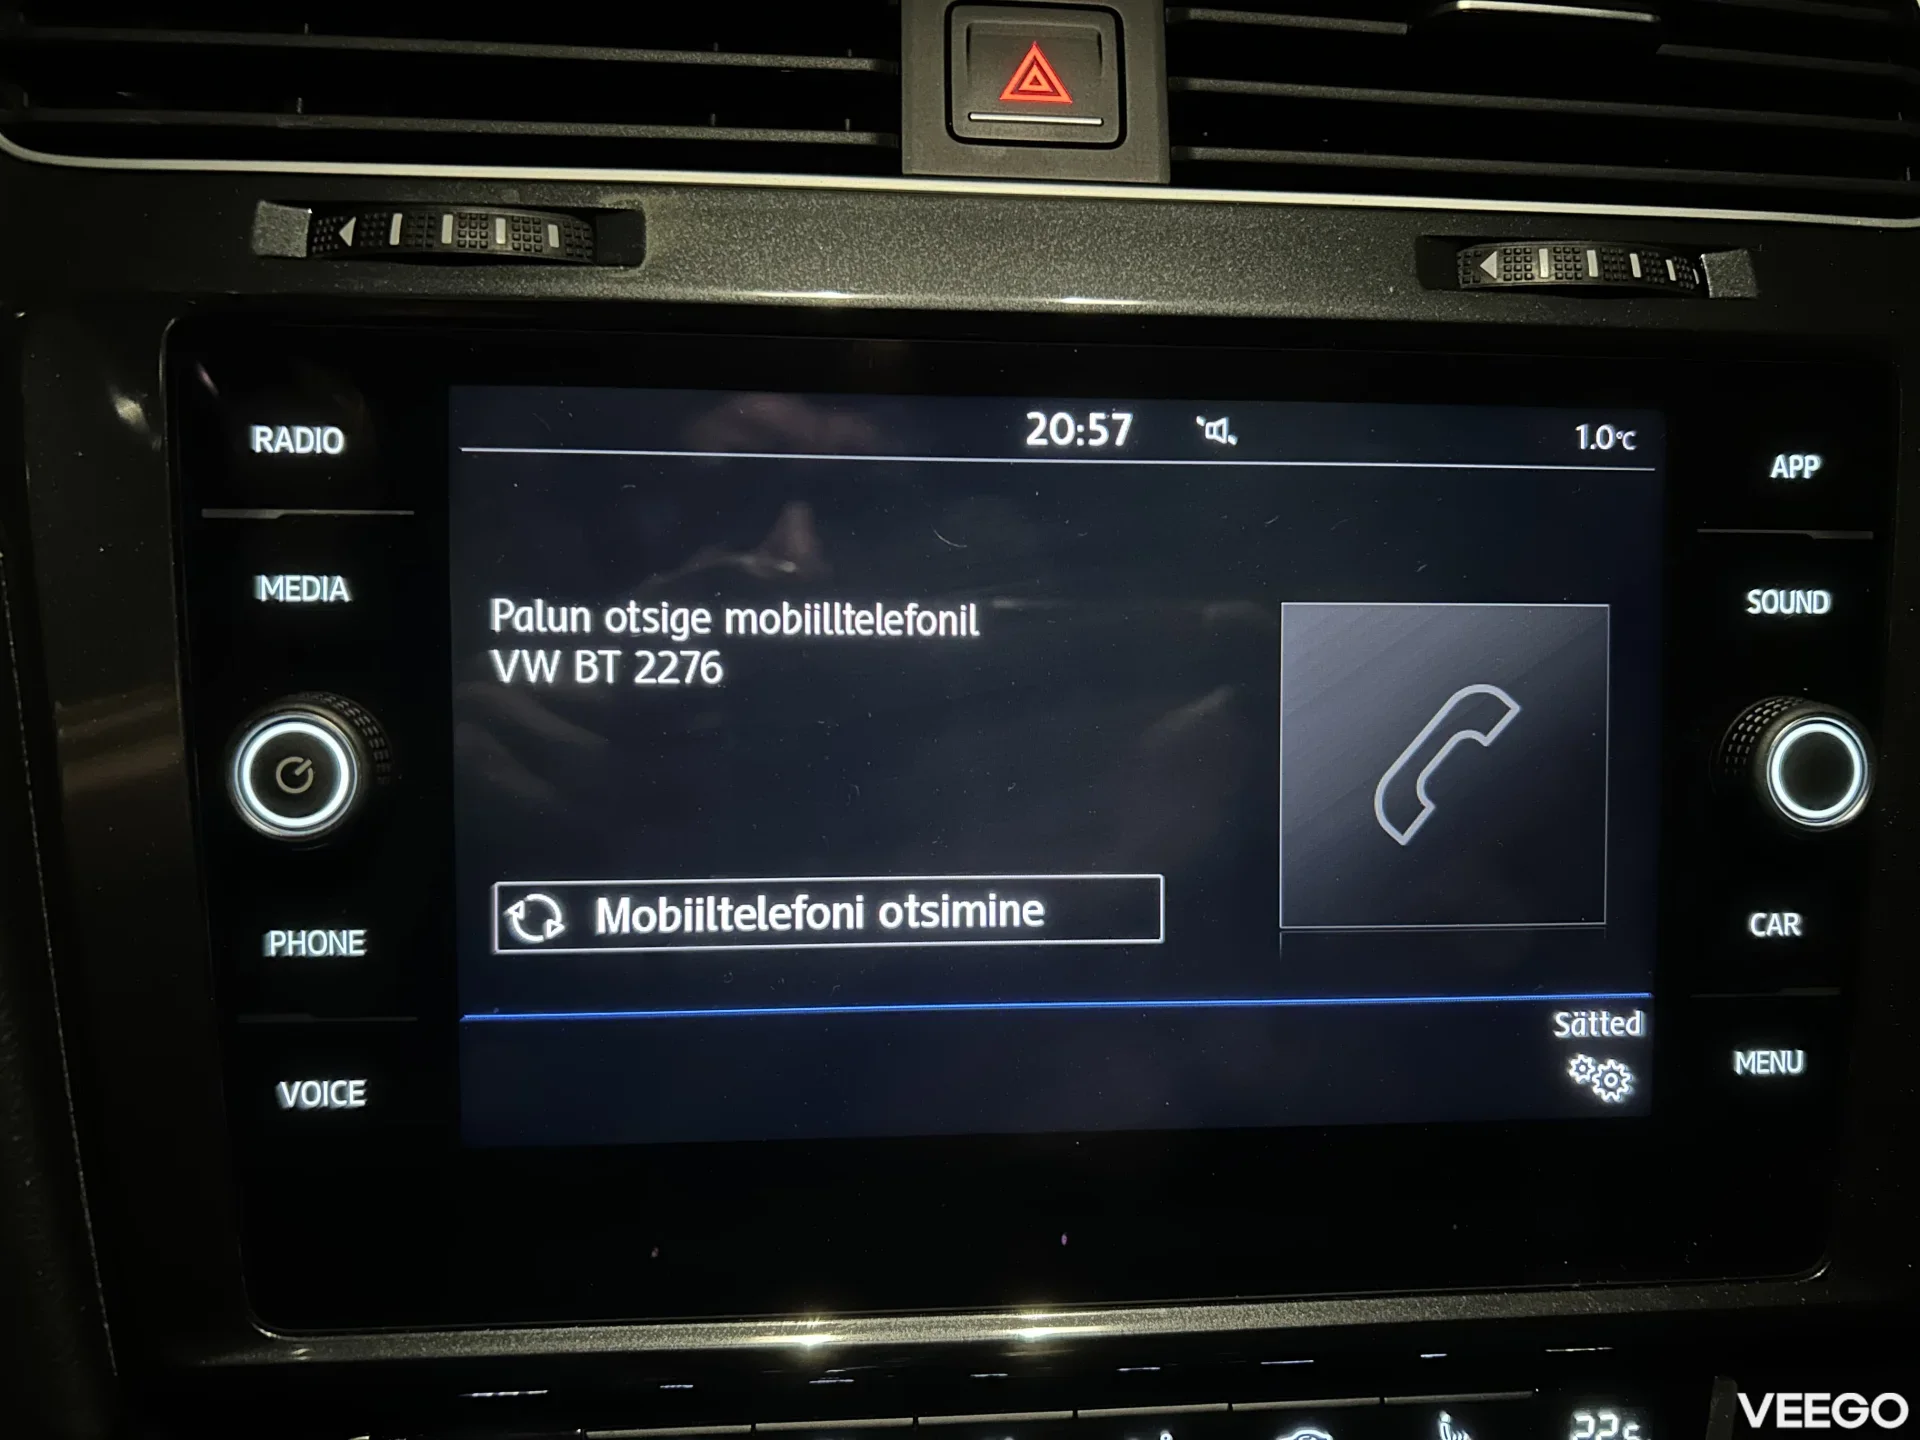 20:57
1.0°C
RADIO
APP
MEDIA
SOUND
Palun otsige mobiilltelefonil
VW BT 2276
Mobiiltelefoni otsimine
PHONE
CAR
Sätted
VOICE
MENU
VEEGO